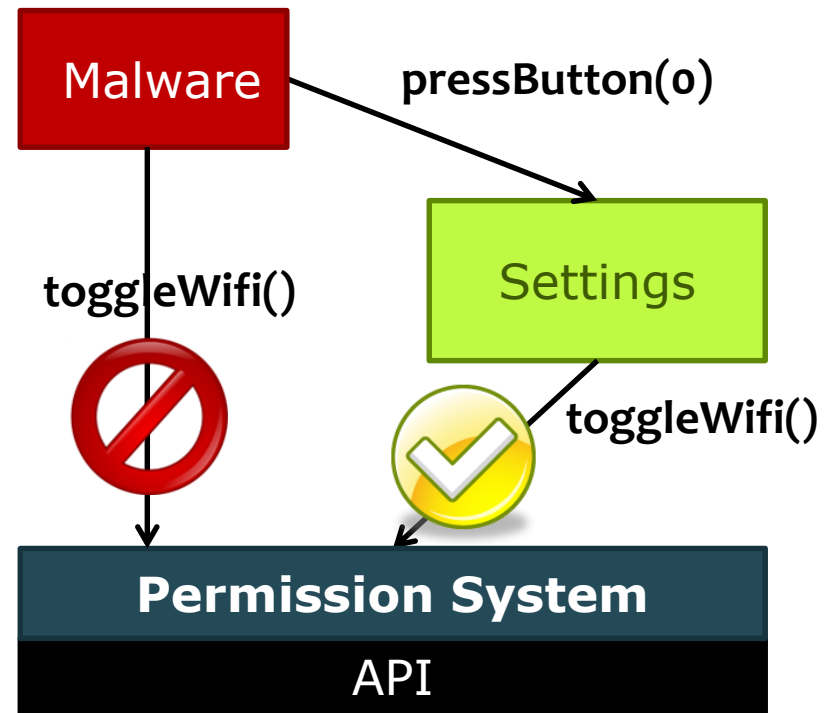 Malware
pressButton(0)
toggleWifi()
Settings
toggleWifi()
Permission System
API